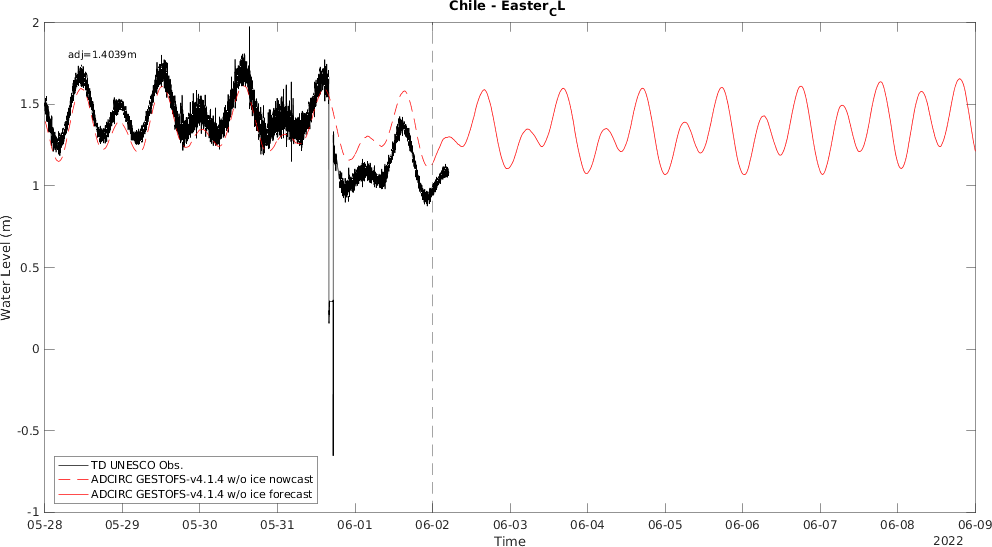 Chile - Easter_CL
adj=1.4039m
Water Level (m)
2
1.5
1
0.5
0
-0.5
-1
TD UNESCO Obs.
ADCIRC GESTOFS-v4.1.4 w/o ice nowcast
ADCIRC GESTOFS-v4.1.4 w/o ice forecast
05-28 05-29 05-30 05-31 06-01 06-02 06-03 06-04 06-05 06-06 06-07 06-08 06-09
Time
2022